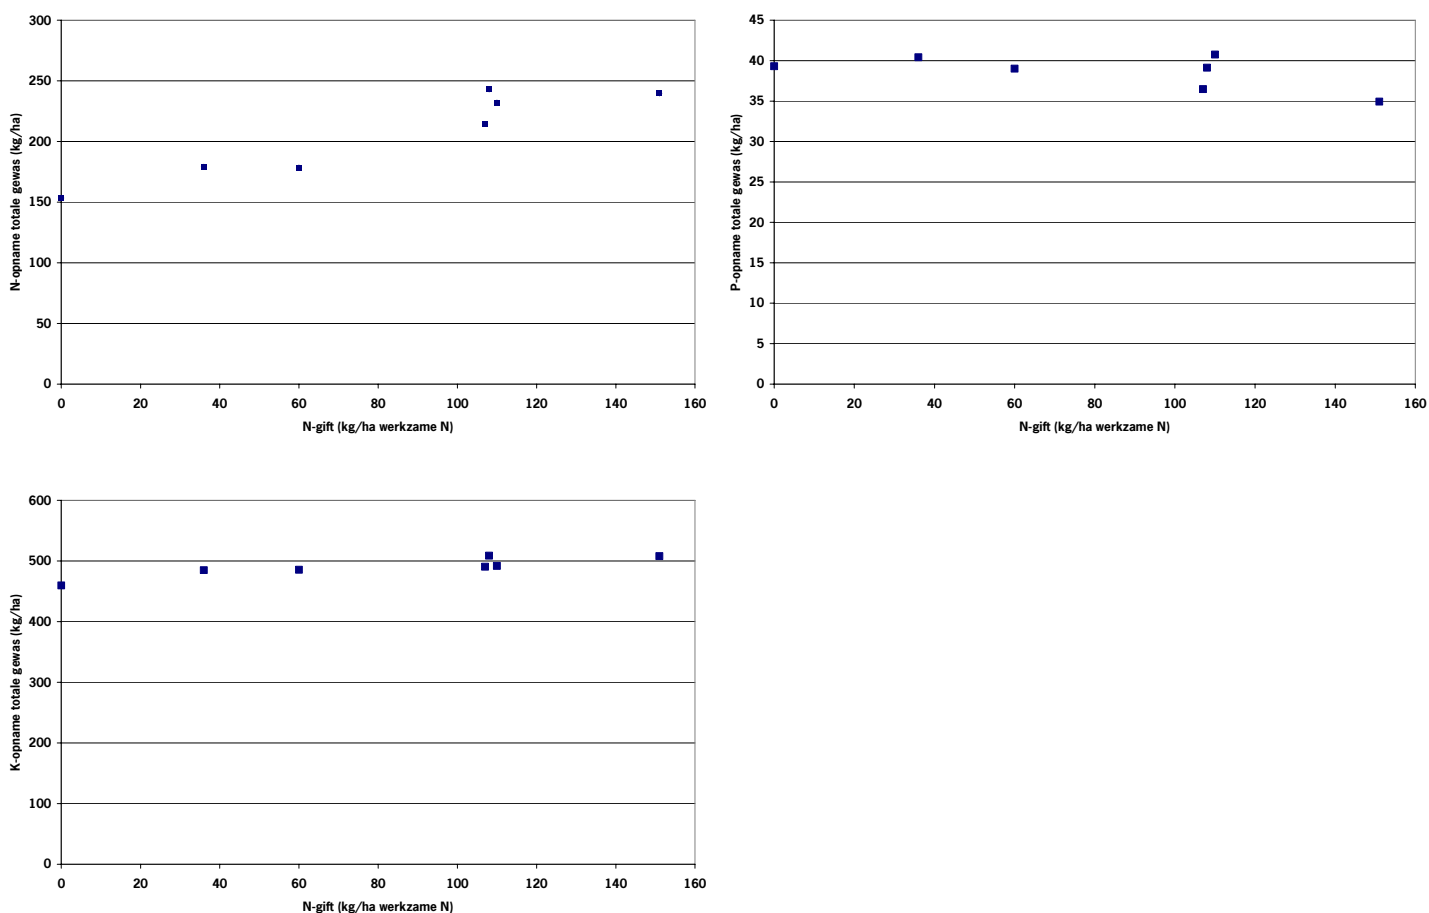 300
250
200
150
100
50
0
N-opname totale gewas (kg/ha)
0 20 40 60 80 100 120 140 160
N-gift (kg/ha werkzame N)
45
40
35
30
25
20
15
10
5
0
P-opname totale gewas (kg/ha)
0 20 40 60 80 100 120 140 160
N-gift (kg/ha werkzame N)
600
500
400
300
200
100
0
K-opname totale gewas (kg/ha)
0 20 40 60 80 100 120 140 160
N-gift (kg/ha werkzame N)